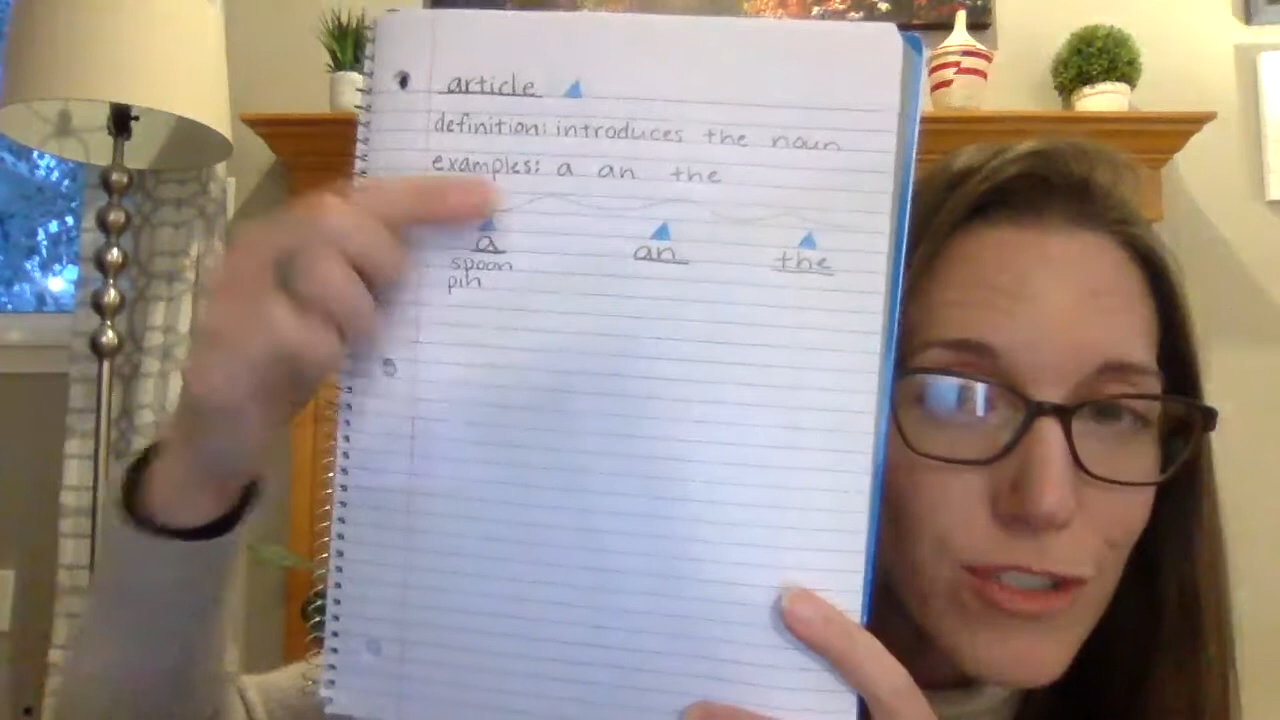 article
definition: introduces the noun
examples: a an the
a an the
spoon
pin